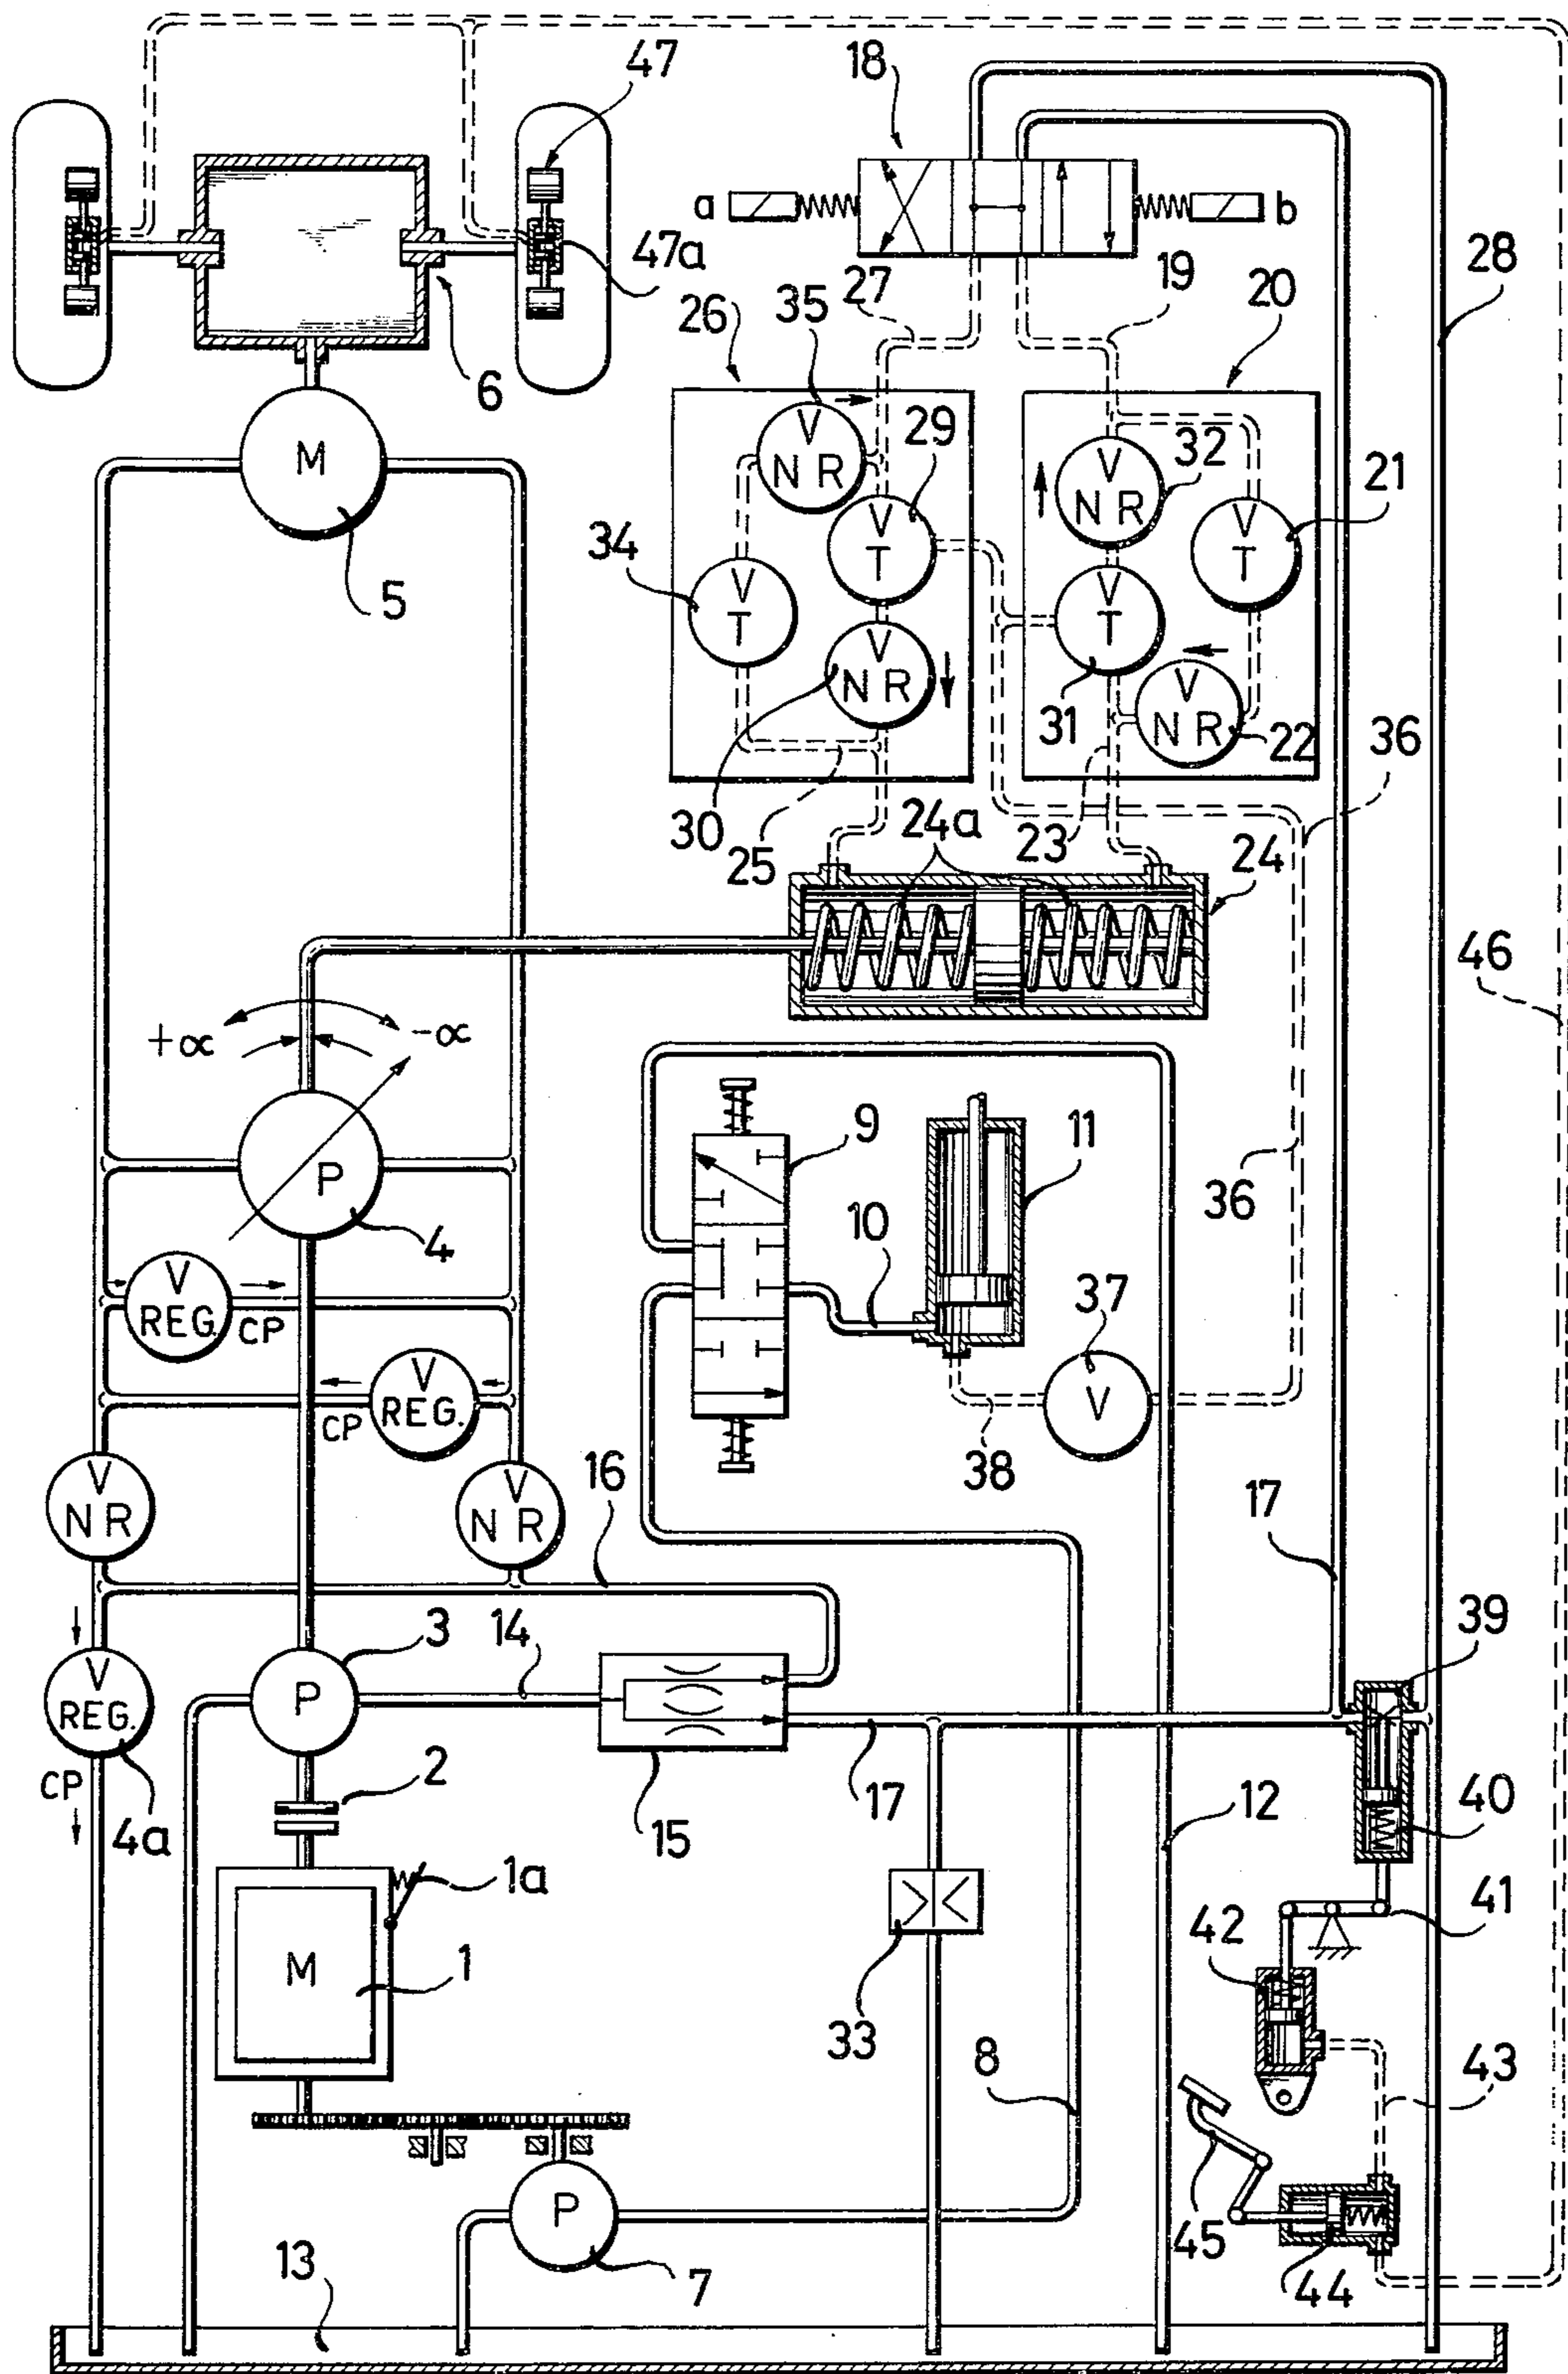 47
18
a
b
47a
27
19
28
26
35
20
6
V
NR
29
V
NR
32
21
M
V
T
V
T
34
5
V
T
V
T
V
NR
31
V
NR
22
36
30
25
24a
23
24
46
+∝
-∝
9
11
P
10
36
4
V
REG.
CP
37
V
REG.
CP
V
38
16
V
NR
V
NR
17
39
3
14
V
REG.
P
CP
2
17
12
40
4a
15
1a
41
42
M
1
33
8
43
P
45
13
7
44